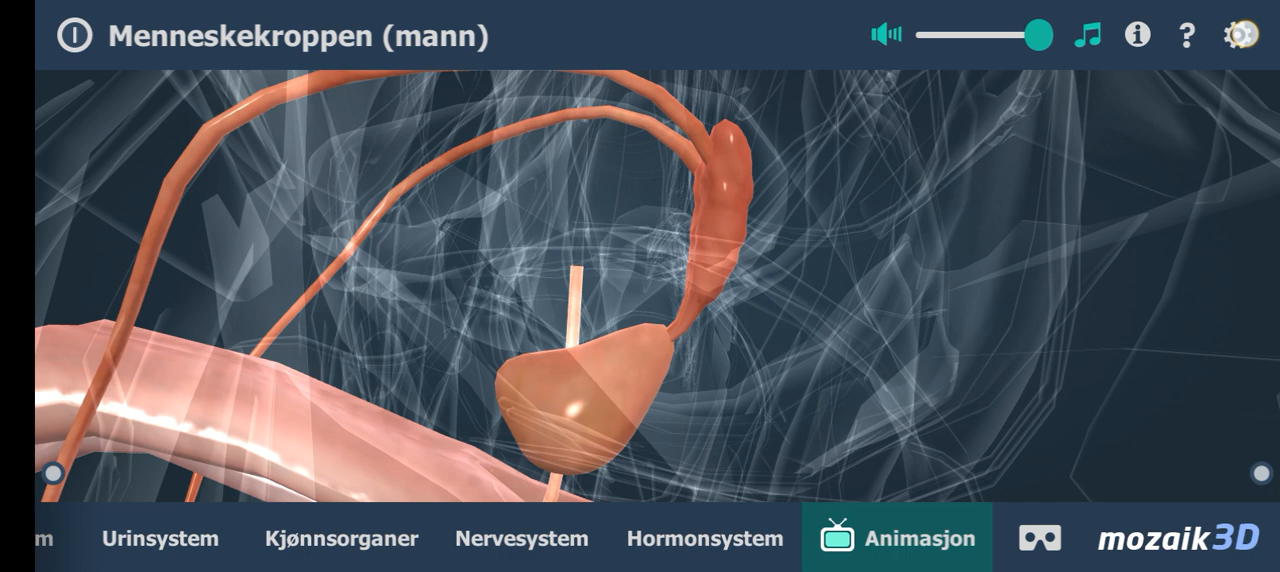 Menneskekroppen (mann)
m
Urinsystem
Kjønnsorganer
Nervesystem
Hormonsystem
Animasjon
mozaik3D